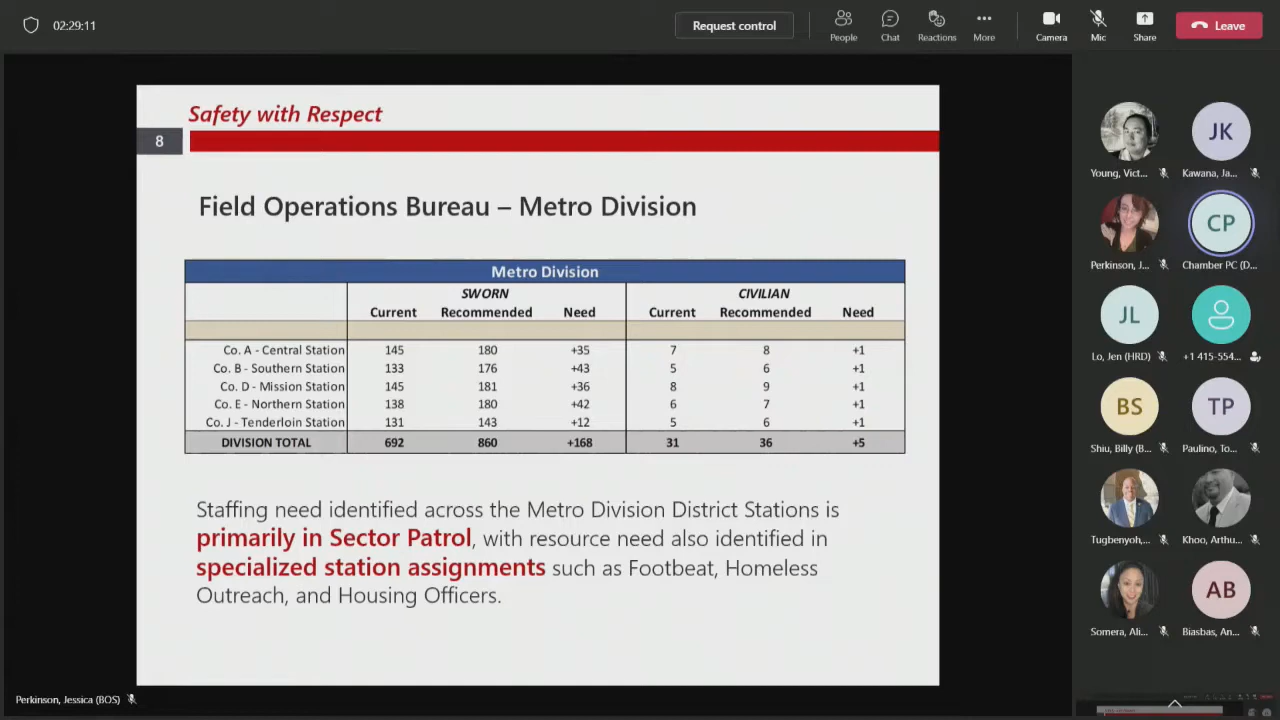 02:29:11
Request control
People
Chat
Reactions
More
Camera
Mic
Share
Leave
Safety with Respect
8
Field Operations Bureau – Metro Division
Metro Division
SWORN CIVILIAN
Current Recommended Need Current Recommended Need
Co. A - Central Station 145 180 +35 7 8 +1
Co. B - Southern Station 133 176 +43 5 6 +1
Co. D - Mission Station 145 181 +36 8 9 +1
Co. E - Northern Station 138 180 +42 6 7 +1
Co. J - Tenderloin Station 131 143 +12 5 6 +1
DIVISION TOTAL 692 860 +168 31 36 +5
Staffing need identified across the Metro Division District Stations is
primarily in Sector Patrol, with resource need also identified in
specialized station assignments such as Footbeat, Homeless
Outreach, and Housing Officers.
Perkinson, Jessica (BOS)
Young, Vict...
JK
Kawana, Ja...
Perkinson, J...
CP
Chamber PC (D...
JL
Lo, Jen (HRD)
+1 415-554...
BS
Shiu, Billy (B...
TP
Paulino, To...
Tugbenyoh,...
Khoo, Arthu...
Somera, Ali...
AB
Biasbas, An...